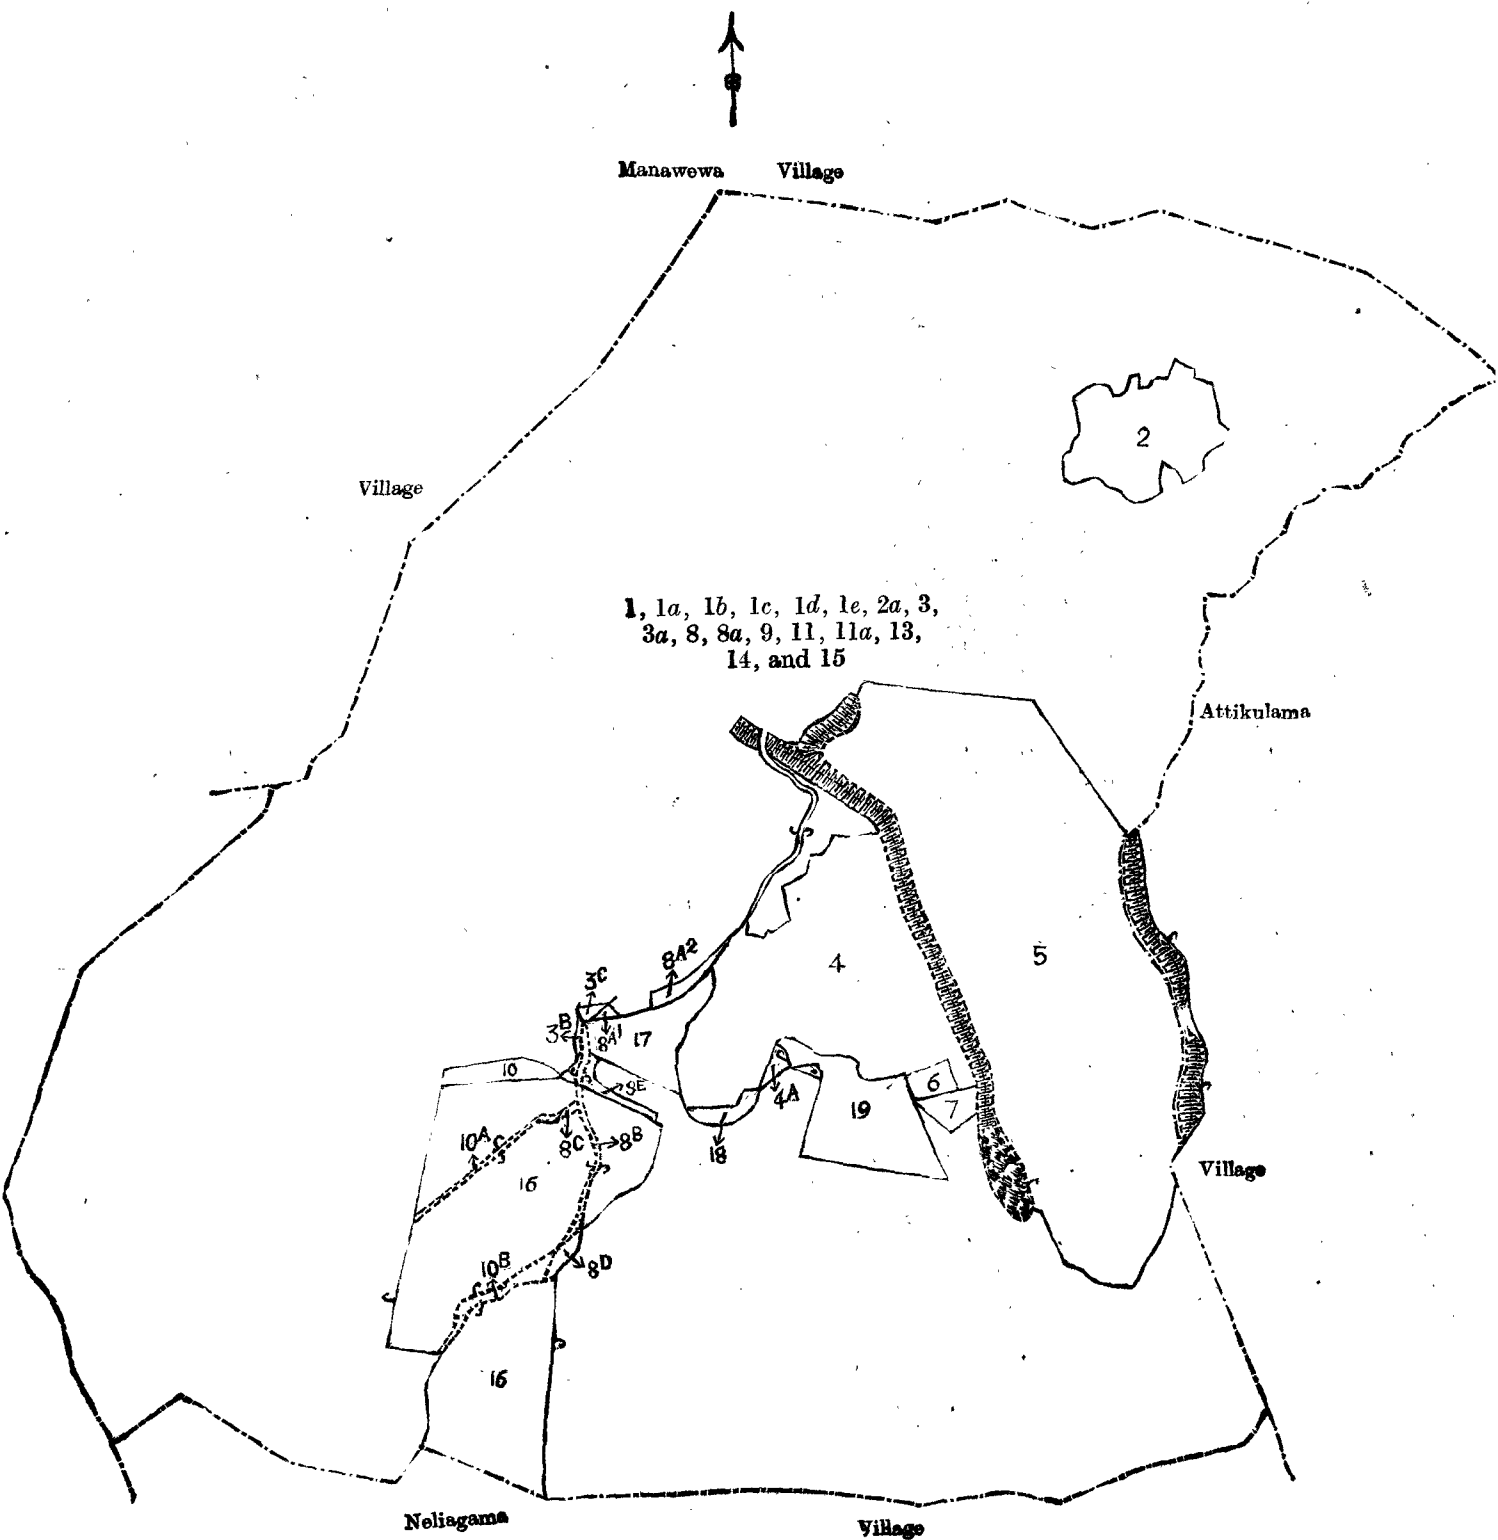 Manawewa Village
2
Village
1, 1a, 1b, 1c, 1d, 1e, 2a, 3,
3a, 8, 8a, 9, 11, 11a, 13,
14, and 15
Attikulama
4
5
8A2
3C
3B
8A1
17
10
3E
6
7
4A
19
18
10A
8C
8B
16
Village
10B
8D
16
Neliagama Village